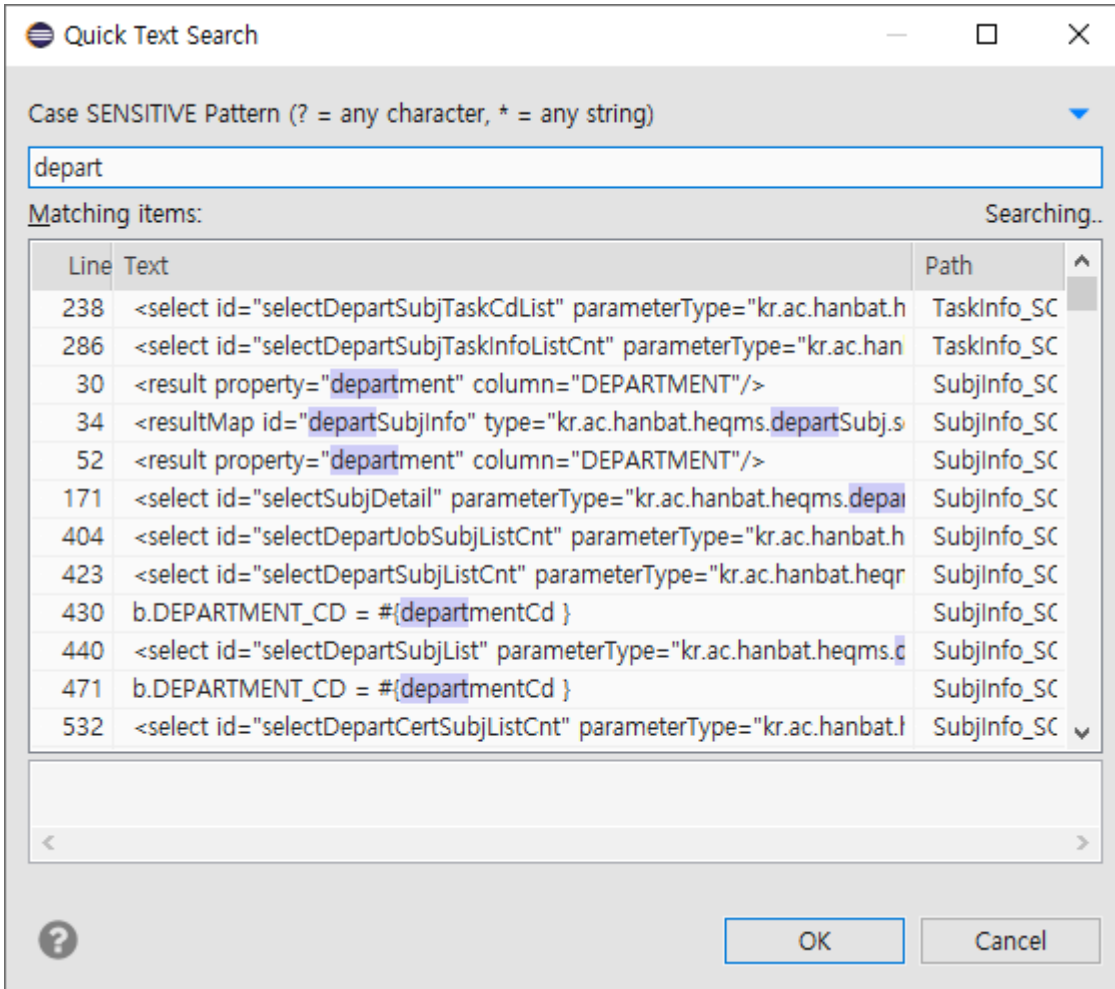 Quick Text Search
Case SENSITIVE Pattern (? = any character, * = any string)
depart
Matching items: Searching..
Line Text Path
238 <select id="selectDepartSubjTaskCdList" parameterType="kr.ac.hanbat.h TaskInfo_SC
286 <select id="selectDepartSubjTaskInfoListCnt" parameterType="kr.ac.han TaskInfo_SC
30 <result property="department" column="DEPARTMENT"/> SubjInfo_SC
34 <resultMap id="departSubjInfo" type="kr.ac.hanbat.heqms.departSubj.s SubjInfo_SC
52 <result property="department" column="DEPARTMENT"/> SubjInfo_SC
171 <select id="selectSubjDetail" parameterType="kr.ac.hanbat.heqms.depar SubjInfo_SC
404 <select id="selectDepartJobSubjListCnt" parameterType="kr.ac.hanbat.h SubjInfo_SC
423 <select id="selectDepartSubjListCnt" parameterType="kr.ac.hanbat.heqr SubjInfo_SC
430 b.DEPARTMENT_CD = #{departmentCd } SubjInfo_SC
440 <select id="selectDepartSubjList" parameterType="kr.ac.hanbat.heqms.d SubjInfo_SC
471 b.DEPARTMENT_CD = #{departmentCd } SubjInfo_SC
532 <select id="selectDepartCertSubjListCnt" parameterType="kr.ac.hanbat.h SubjInfo_SC
OK Cancel